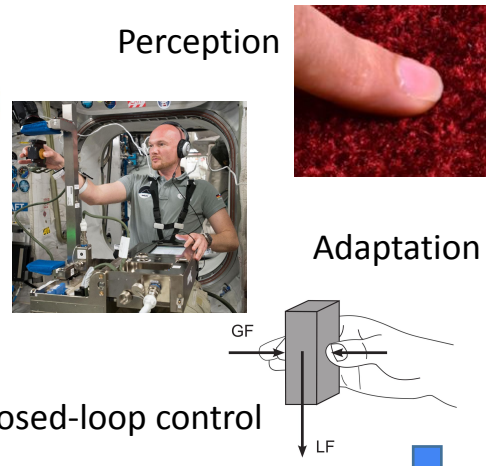 Perception
Adaptation
GF
osed-loop control
LF